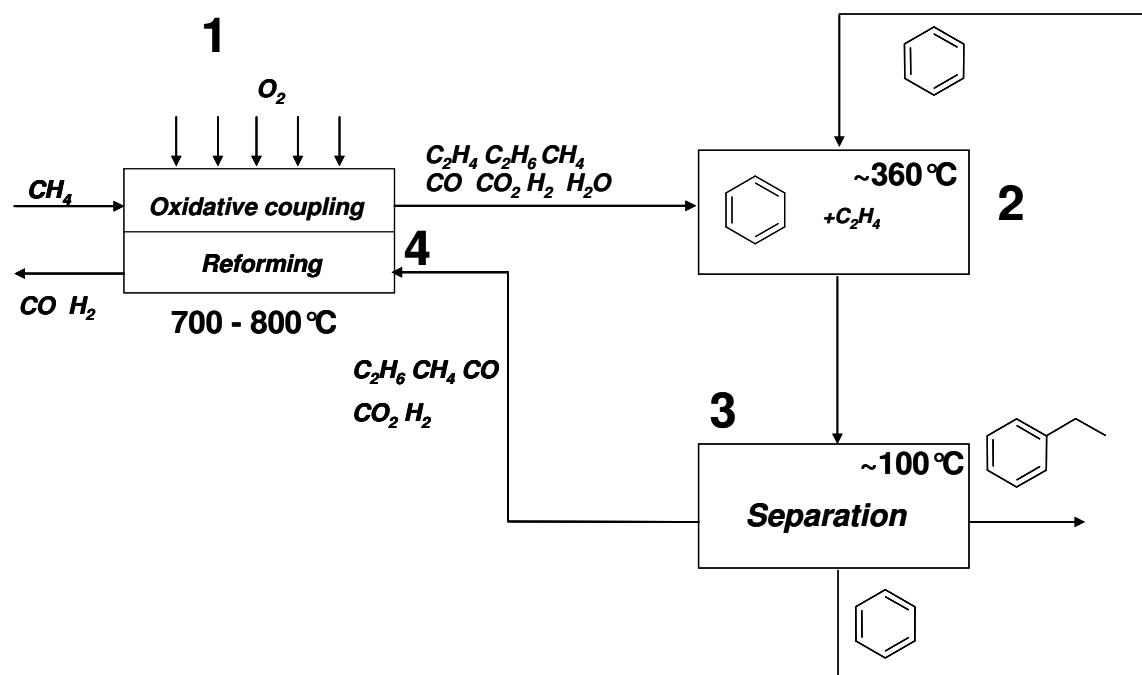 1
O₂
C₂H₄ C₂H₆ CH₄
CO CO₂ H₂ H₂O
~360°C
+C₂H₄
2
CH₄
Oxidative coupling
Reforming
4
CO H₂
700 - 800°C
C₂H₆ CH₄ CO
CO₂ H₂
3
~100°C
Separation